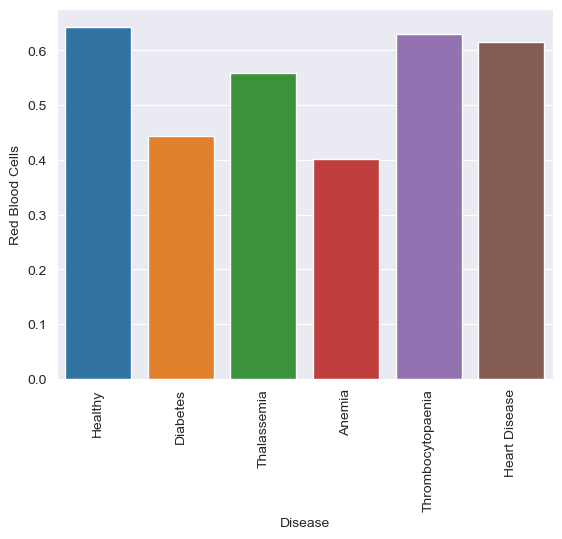 Red Blood Cells
0.6
0.5
0.4
0.3
0.2
0.1
0.0
Healthy
Diabetes
Thalassemia
Anemia
Thrombocytopaenia
Heart Disease
Disease